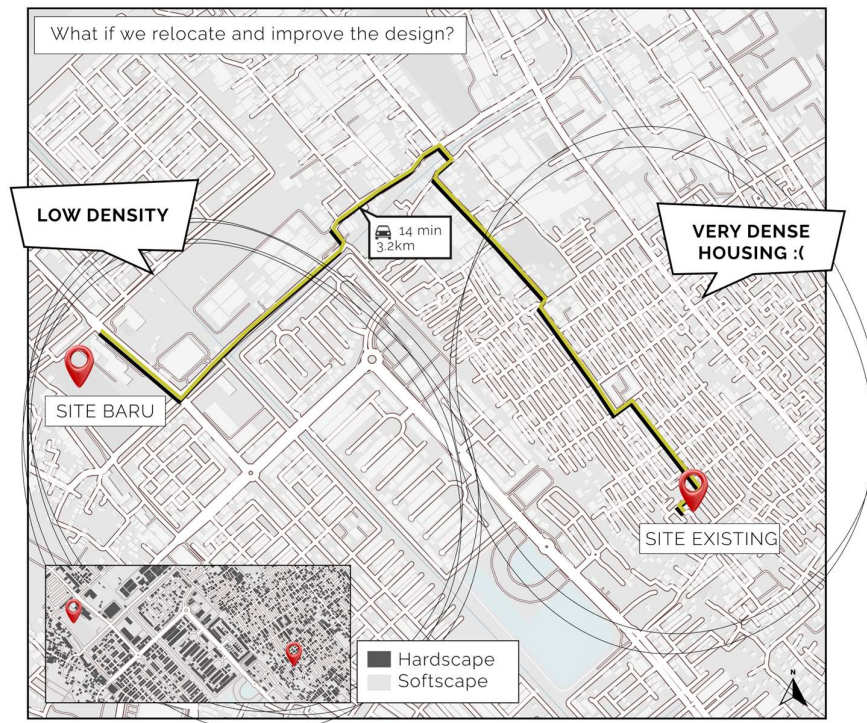 What if we relocate and improve the design?
LOW DENSITY
14 min
3.2km
VERY DENSE
HOUSING :(
SITE BARU
SITE EXISTING
Hardscape
Softscape
N